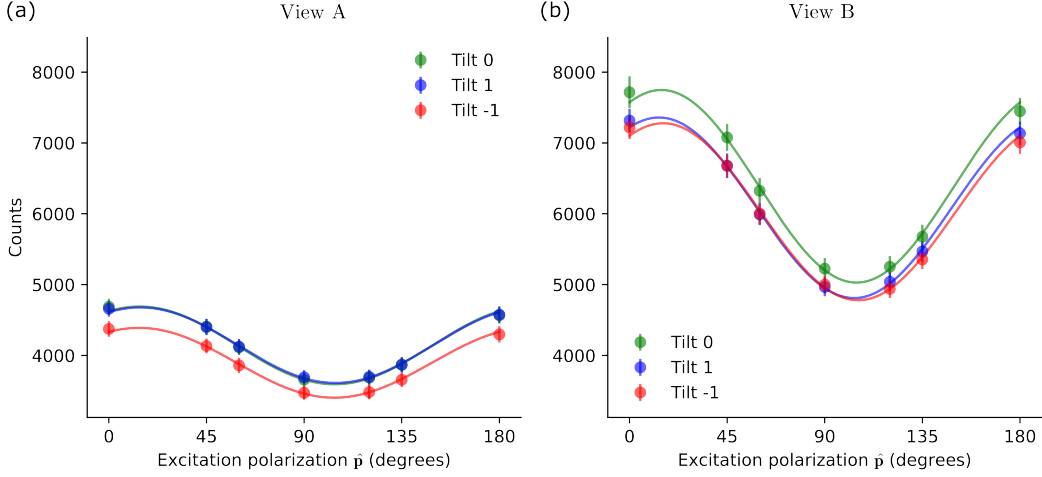 (a)
View A
Counts
8000
7000
6000
5000
4000
Tilt 0
Tilt 1
Tilt -1
0 45 90 135 180
Excitation polarization p̂ (degrees)
(b)
View B
8000
7000
6000
5000
4000
Tilt 0
Tilt 1
Tilt -1
0 45 90 135 180
Excitation polarization p̂ (degrees)